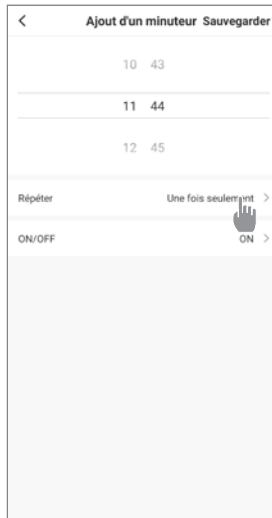 Ajout d'un minuteur Sauvegarder
10 43
11 44
12 45
Répéter Une fois seulement
ON/OFF ON